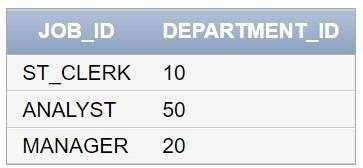 JOB_ID DEPARTMENT_ID
ST_CLERK 10
ANALYST 50
MANAGER 20